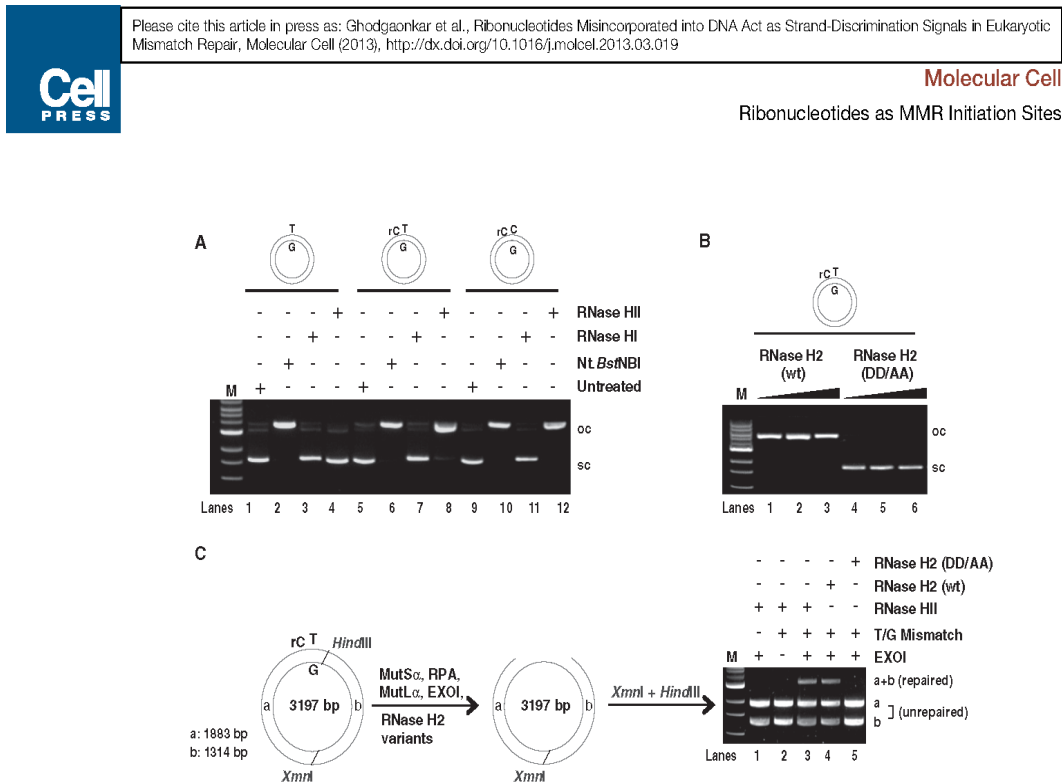 Please cite this article in press as: Ghodgaonkar et al., Ribonucleotides Misincorporated into DNA Act as Strand-Discrimination Signals in Eukaryotic
Mismatch Repair, Molecular Cell (2013), http://dx.doi.org/10.1016/j.molcel.2013.03.019
Cell
PRESS
Molecular Cell
Ribonucleotides as MMR Initiation Sites
A
T
G
rC T
G
rC C
G
- - - + - - - + - - - + RNase HII
- - + - - - + - - - + - RNase HI
- + - - - + - - - + - - Nt.BstNBI
M + - - - + - - - + - - - Untreated
oc
sc
Lanes 1 2 3 4 5 6 7 8 9 10 11 12
B
rC T
G
RNase H2 RNase H2
(wt) (DD/AA)
M
oc
sc
Lanes 1 2 3 4 5 6
C
rC T HindIII
G
a 3197 bp b
a: 1883 bp
b: 1314 bp
XmnI
MutSα, RPA,
MutLα, EXOI,
RNase H2
variants
a 3197 bp b
XmnI
XmnI + HindIII
- - - - + RNase H2 (DD/AA)
- - - + - RNase H2 (wt)
+ + + - - RNase HII
- + + + + T/G Mismatch
M + - + + + EXOI
a+b (repaired)
a
b ] (unrepaired)
Lanes 1 2 3 4 5